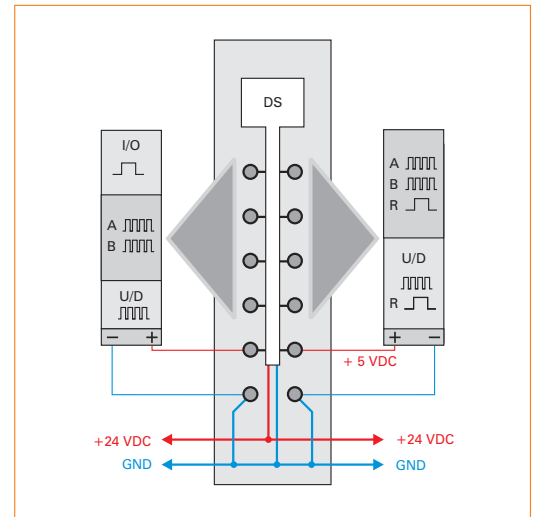 DS
I/O
A
B
U/D
− +
A
B
R
U/D
R
+ −
+ 5 VDC
+24 VDC
+24 VDC
GND
GND